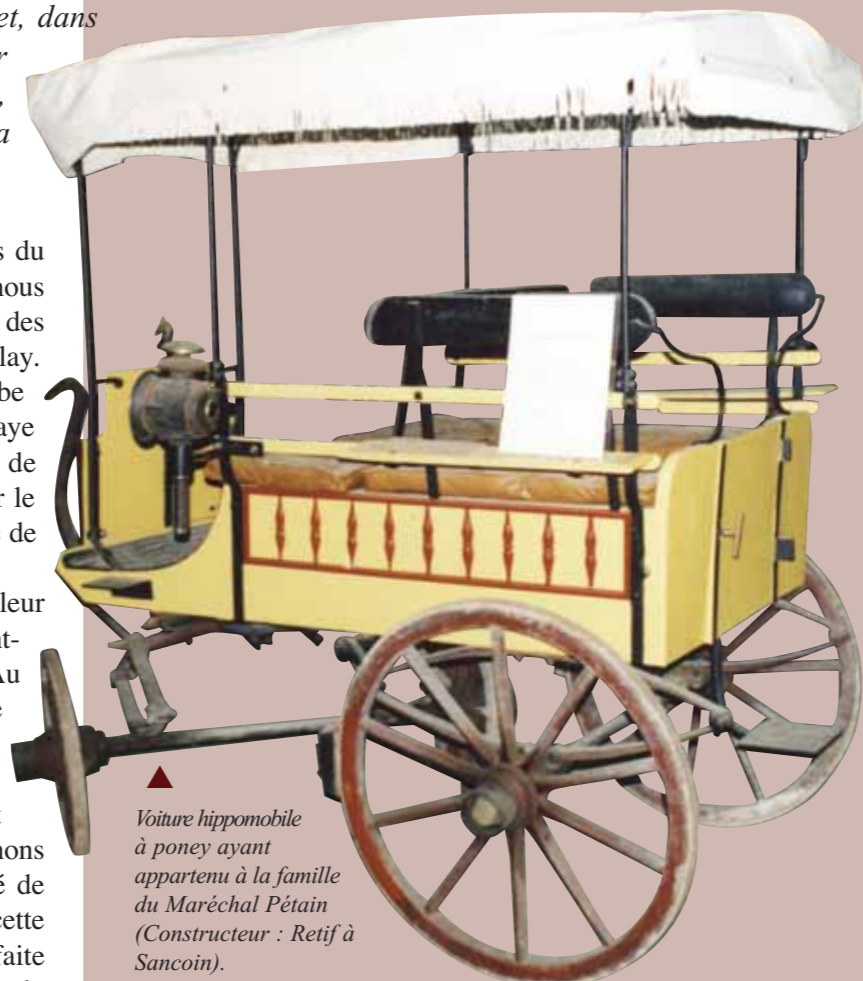 et, dans
r
,
a
s du
nous
des
lay.
be
aye
de
r le
de
leur
nt-
Au
e
nons
é de
cette
faite
Voiture hippomobile
à poney ayant
appartenu à la famille
du Maréchal Pétain
(Constructeur : Retif à
Sancoin).